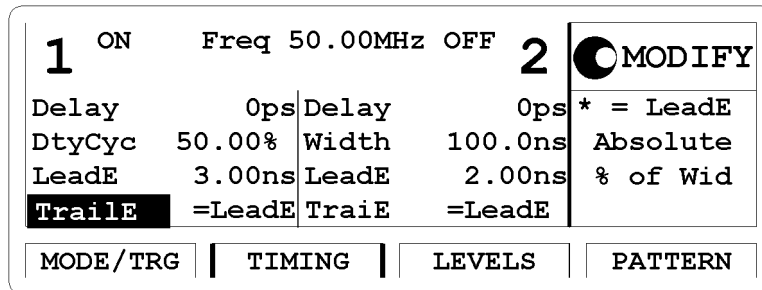 1 ON Freq 50.00MHz OFF 2 MODIFY
Delay 0ps Delay 0ps * = LeadE
DtyCyc 50.00% Width 100.0ns Absolute
LeadE 3.00ns LeadE 2.00ns % of Wid
TrailE =LeadE TraiE =LeadE
MODE/TRG TIMING LEVELS PATTERN